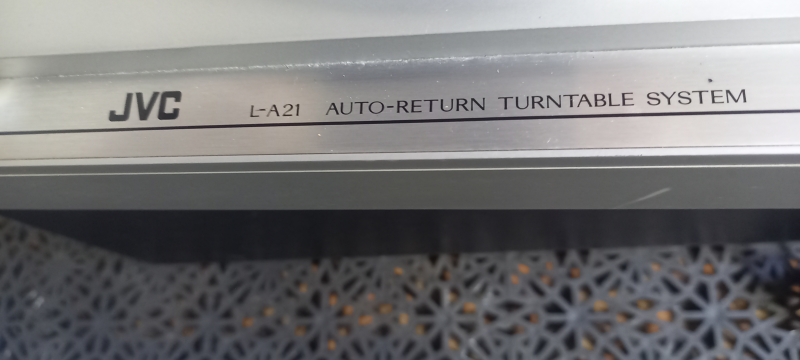 JVC L-A21 AUTO-RETURN TURNTABLE SYSTEM